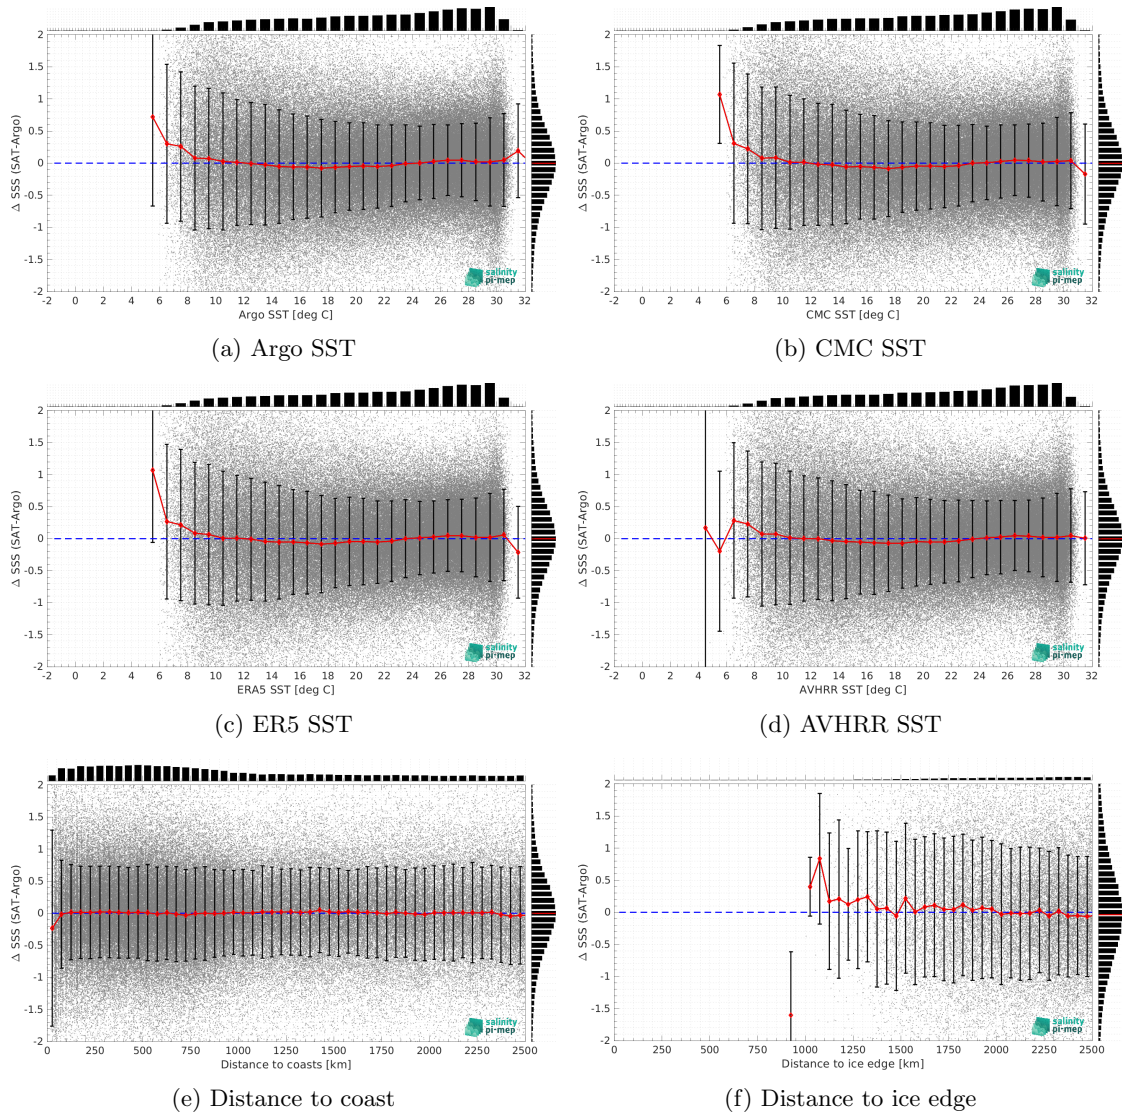 2
1.5
1
0.5
0
-0.5
-1
-1.5
-2
Δ SSS (SAT-Argo)
salinity
pi-mep
-2 0 2 4 6 8 10 12 14 16 18 20 22 24 26 28 30 32
Argo SST [deg C]
(a) Argo SST
2
1.5
1
0.5
0
-0.5
-1
-1.5
-2
Δ SSS (SAT-Argo)
salinity
pi-mep
-2 0 2 4 6 8 10 12 14 16 18 20 22 24 26 28 30 32
CMC SST [deg C]
(b) CMC SST
2
1.5
1
0.5
0
-0.5
-1
-1.5
-2
Δ SSS (SAT-Argo)
salinity
pi-mep
-2 0 2 4 6 8 10 12 14 16 18 20 22 24 26 28 30 32
ERA5 SST [deg C]
(c) ER5 SST
2
1.5
1
0.5
0
-0.5
-1
-1.5
-2
Δ SSS (SAT-Argo)
salinity
pi-mep
-2 0 2 4 6 8 10 12 14 16 18 20 22 24 26 28 30 32
AVHRR SST [deg C]
(d) AVHRR SST
2
1.5
1
0.5
0
-0.5
-1
-1.5
-2
Δ SSS (SAT-Argo)
salinity
pi-mep
0 250 500 750 1000 1250 1500 1750 2000 2250 2500
Distance to coasts [km]
(e) Distance to coast
2
1.5
1
0.5
0
-0.5
-1
-1.5
-2
Δ SSS (SAT-Argo)
salinity
pi-mep
0 250 500 750 1000 1250 1500 1750 2000 2250 2500
Distance to ice edge [km]
(f) Distance to ice edge